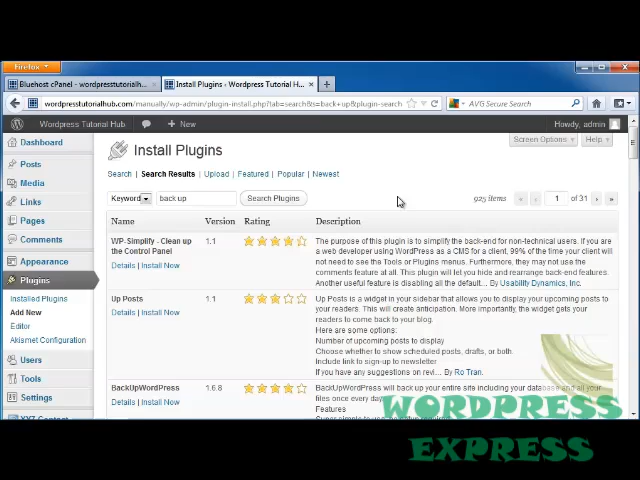 Firefox
Bluehost cPanel - wordpresstutorialh...
Install Plugins ‹ Wordpress Tutorial H...
wordpresstutorialhub.com/manually/wp-admin/plugin-install.php?tab=search&s=back+up&plugin-search
AVG Secure Search
Wordpress Tutorial Hub
+ New
Howdy, admin
Dashboard
Posts
Media
Links
Pages
Comments
Appearance
Plugins
Installed Plugins
Add New
Editor
Akismet Configuration
Users
Tools
Settings
Screen Options
Help
Install Plugins
Search | Search Results | Upload | Featured | Popular | Newest
Keyword
back up
Search Plugins
925 items
« ‹ 1 of 31 › »
Name Version Rating Description
WP-Simplify - Clean up
the Control Panel
Details | Install Now
1.1
The purpose of this plugin is to simplify the back-end for non-technical users. If you are
a web developer using WordPress as a CMS for a client, 99% of the time your client
will not need to use the Tools or Plugins menus. Furthermore, they may not use the
comments feature at all. This plugin will let you hide and rearrange back-end features.
Another useful feature is disabling all the default... By Usability Dynamics, Inc.
Up Posts
Details | Install Now
1.1
Up Posts is a widget in your sidebar that allows you to display your upcoming posts to
your readers. This will create anticipation. More importantly, the widget gets your
readers to come back to your blog.
Here are some options:
Number of upcoming posts to display
Choose whether to show scheduled posts, drafts, or both.
Include link to sign-up to newsletter
If you have any suggestions on revi... By Ro Tran.
BackUpWordPress
Details | Install Now
1.6.8
BackUpWordPress will back up your entire site including your database and all your
files once every day.
Features
WORDPRESS
EXPRESS